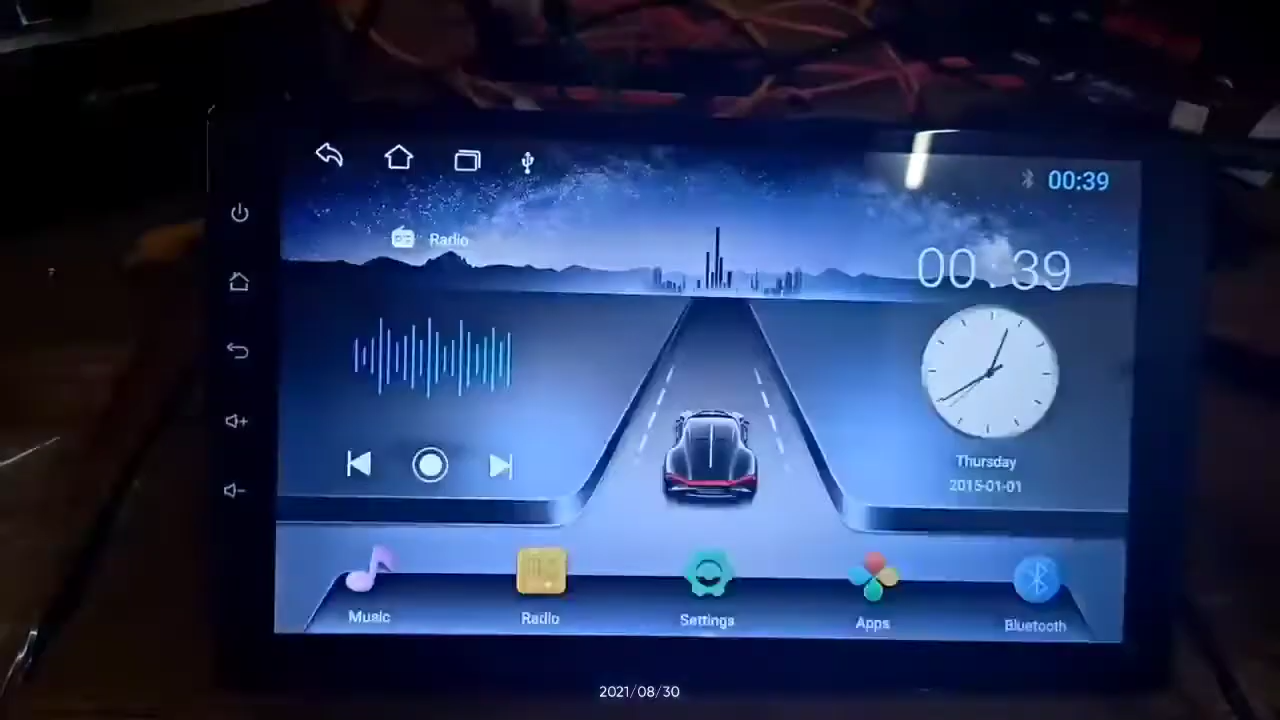 00:39
Radio
00:39
Thursday
2015-01-01
Music
Radio
Settings
Apps
Bluetooth
2021/08/30